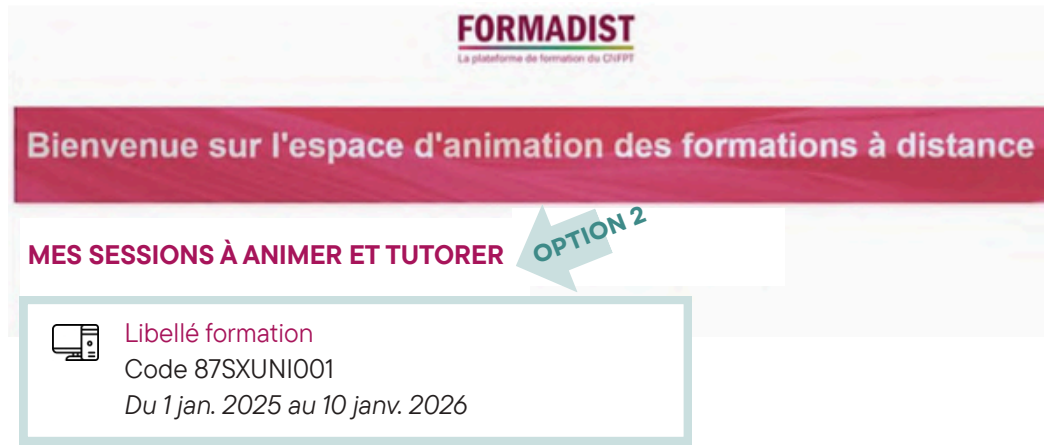 FORMADIST
La plateforme de formation du CNFPT
Bienvenue sur l'espace d'animation des formations à distance
OPTION 2
MES SESSIONS À ANIMER ET TUTORER
Libellé formation
Code 87SXUNI001
Du 1 jan. 2025 au 10 janv. 2026